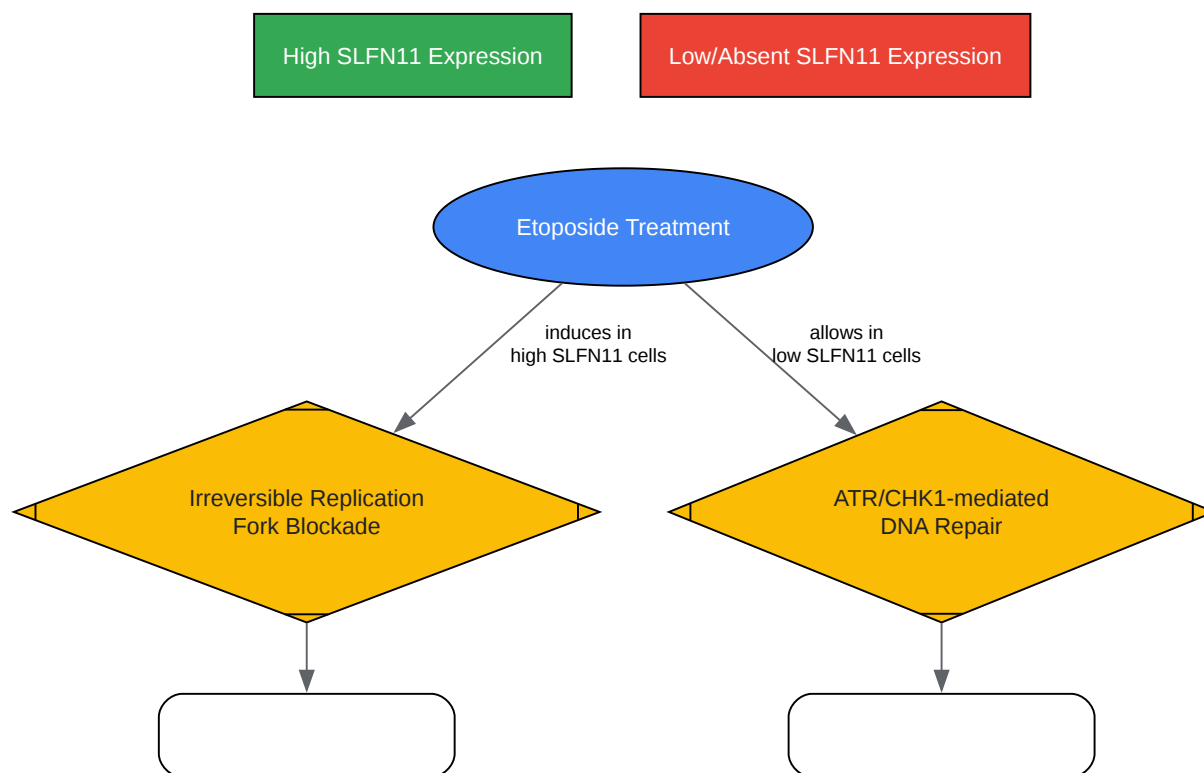 High SLFN11 Expression
Low/Absent SLFN11 Expression
Etoposide Treatment
induces in
high SLFN11 cells
allows in
low SLFN11 cells
Irreversible Replication
Fork Blockade
ATR/CHK1-mediated
DNA Repair